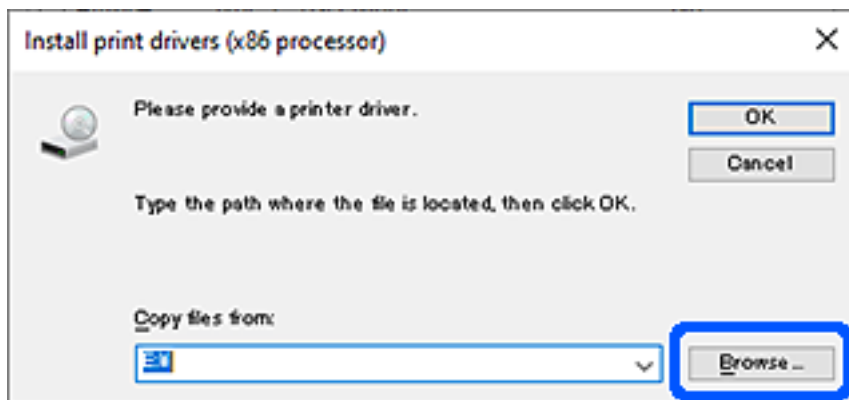 Install print drivers (x86 processor)
Please provide a printer driver.
OK
Cancel
Type the path where the file is located, then click OK.
Copy files from:
Browse...